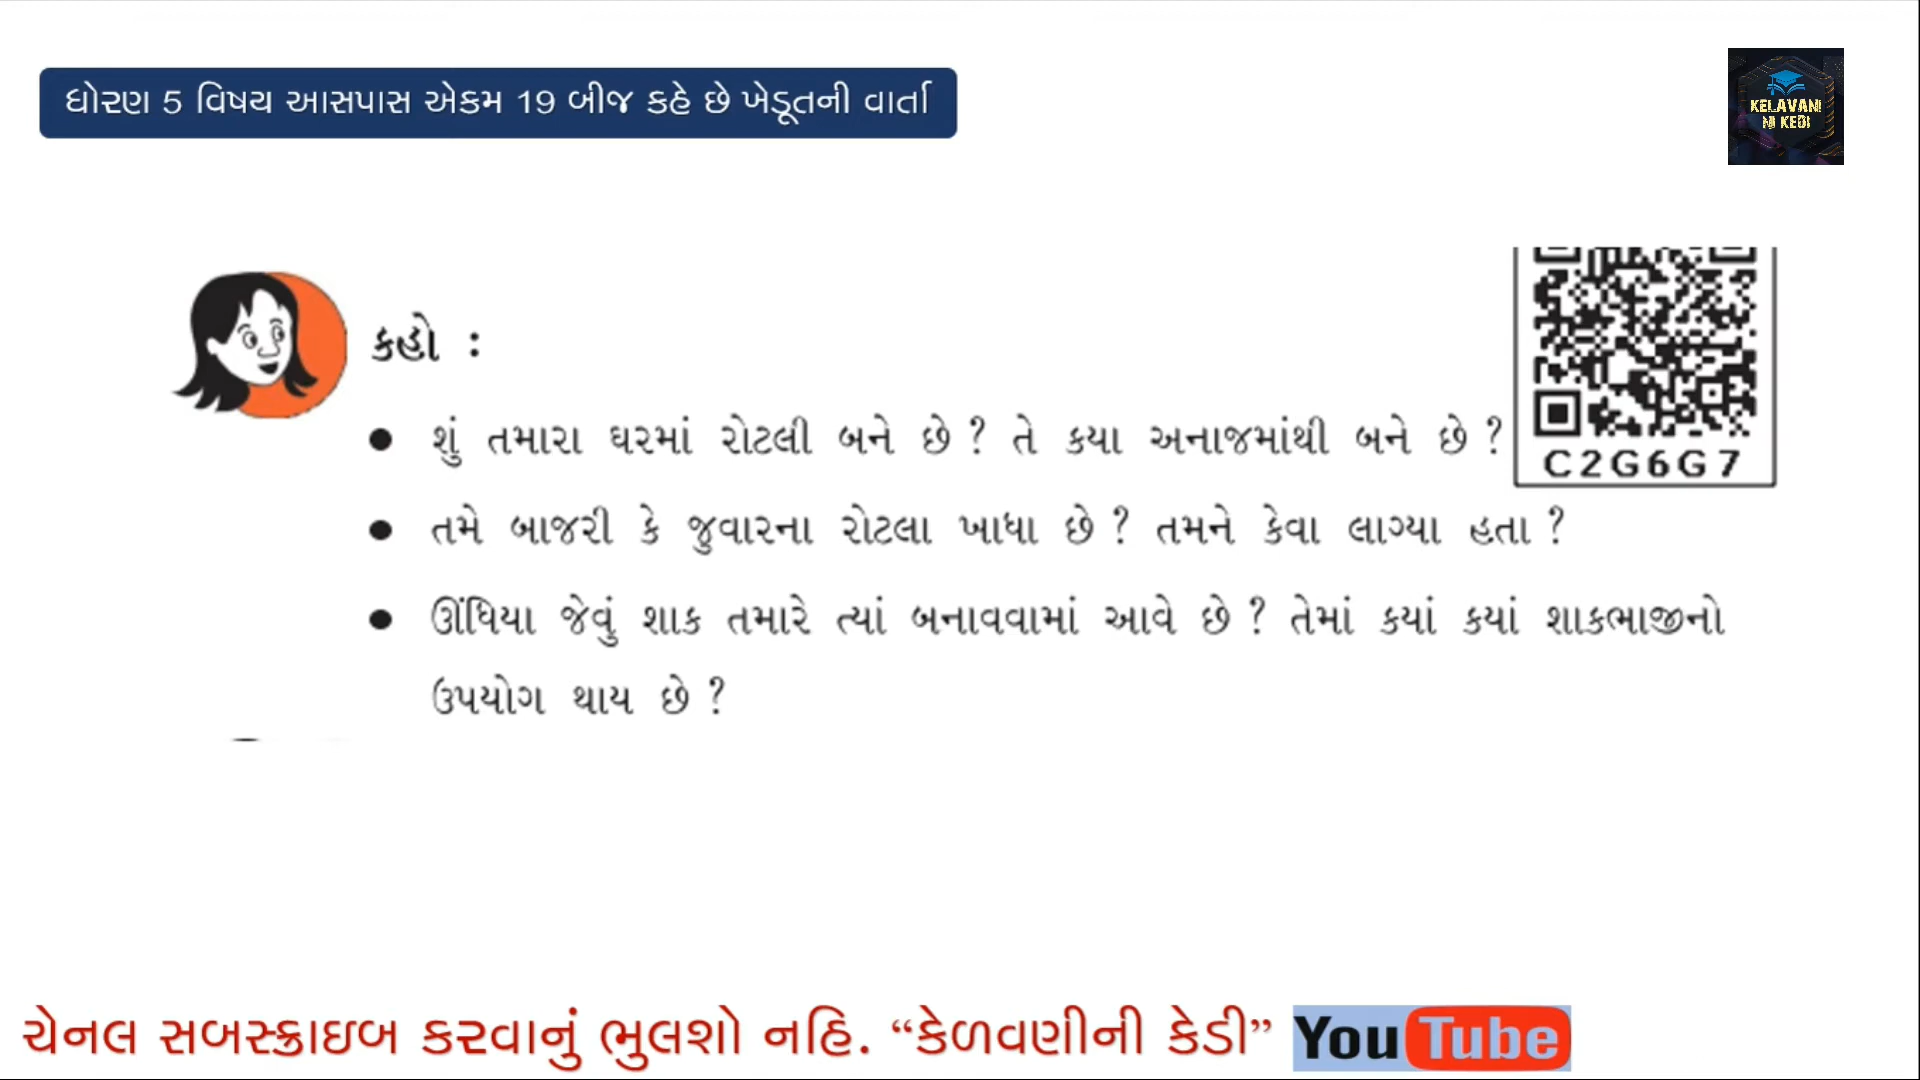 ધોરણ 5 વિષય આસપાસ એકમ 19 બીજ કહે છે ખેડૂતની વાર્તા
KELAVANI
NI KEDI
કહો :
● શું તમારા ઘરમાં રોટલી બને છે ? તે કયા અનાજમાંથી બને છે ?
C2G6G7
● તમે બાજરી કે જુવારના રોટલા ખાધા છે ? તમને કેવા લાગ્યા હતા ?
● ઊંધિયા જેવું શાક તમારે ત્યાં બનાવવામાં આવે છે ? તેમાં કયાં કયાં શાકભાજીનો
ઉપયોગ થાય છે ?
ચેનલ સબસ્ક્રાઇબ કરવાનું ભુલશો નહિ. “કેળવણીની કેડી” YouTube